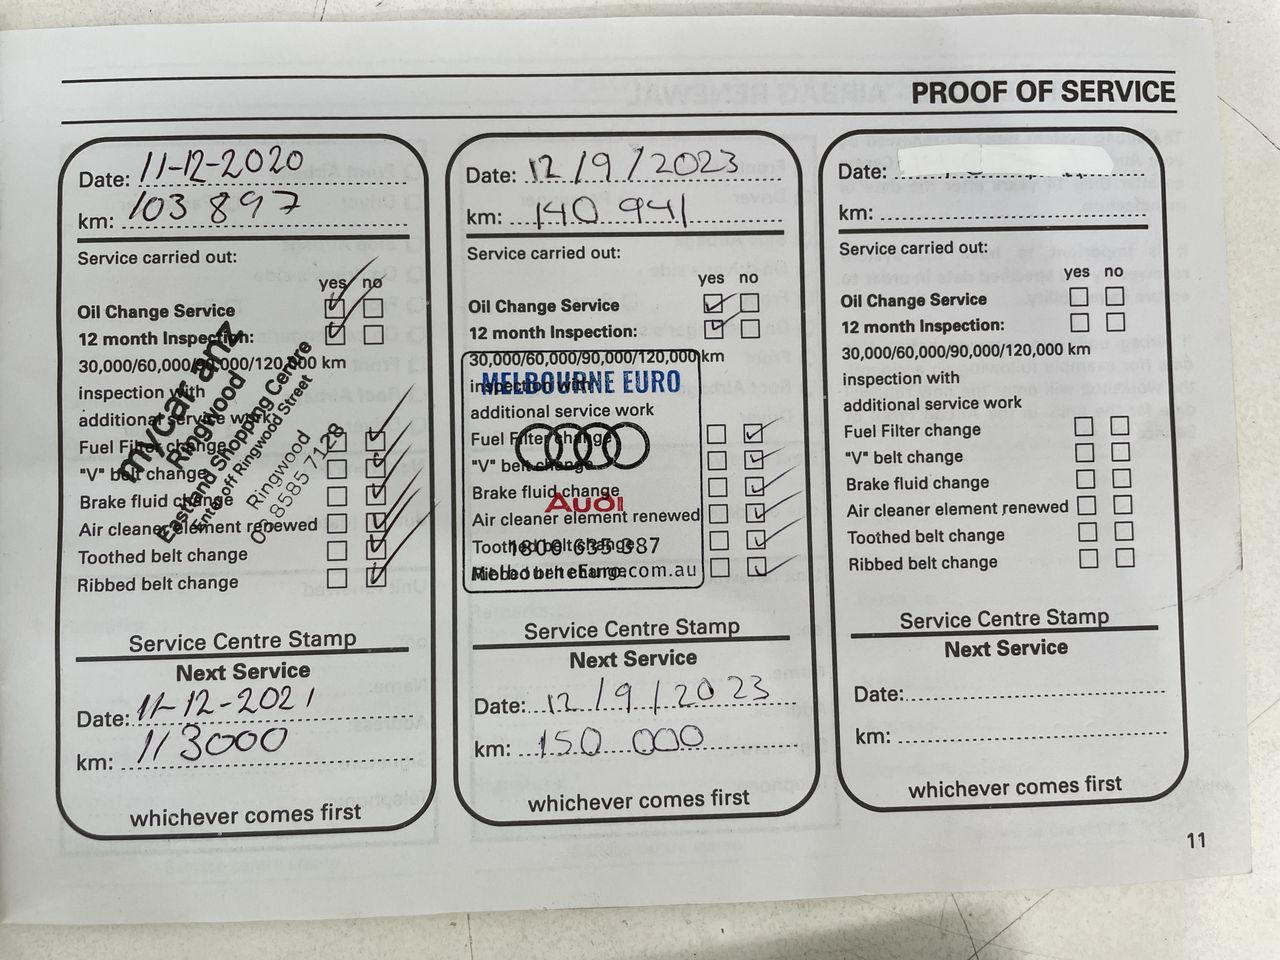 PROOF OF SERVICE
Date: 11-12-2020
km: 103 897
Service carried out:
yes no
Oil Change Service
12 month Inspection:
30,000/60,000/90,000/120,000 km
inspection with
additional service work
Fuel Filter change
"V" belt change
Brake fluid change
Air cleaner element renewed
Toothed belt change
Ribbed belt change
mycar anz
Ringwood
Eastland Shopping Centre
Enter off Ringwood Street
Ringwood
Service Centre Stamp
Next Service
Date: 11-12-2021
km: 113000
whichever comes first
Date: 12/9/2023
km: 140 941
Service carried out:
yes no
Oil Change Service
12 month Inspection:
30,000/60,000/90,000/120,000 km
inspection with
additional service work
Fuel Filter change
"V" belt change
Brake fluid change
Air cleaner element renewed
Toothed belt change
Ribbed belt change
MELBOURNE EURO
Audi
1800 635 387
MelbourneEuro.com.au
Service Centre Stamp
Next Service
Date: 12/9/2023
km: 150 000
whichever comes first
Date:
km:
Service carried out:
yes no
Oil Change Service
12 month Inspection:
30,000/60,000/90,000/120,000 km
inspection with
additional service work
Fuel Filter change
"V" belt change
Brake fluid change
Air cleaner element renewed
Toothed belt change
Ribbed belt change
Service Centre Stamp
Next Service
Date:
km:
whichever comes first
11